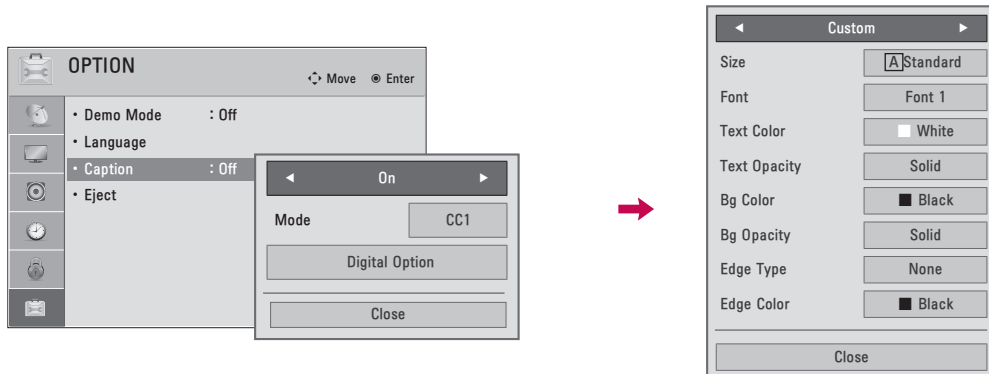 OPTION
Move Enter
• Demo Mode : Off
• Language
• Caption : Off
• Eject
◄ On ►
Mode CC1
Digital Option
Close
◄ Custom ►
Size A Standard
Font Font 1
Text Color White
Text Opacity Solid
Bg Color Black
Bg Opacity Solid
Edge Type None
Edge Color Black
Close